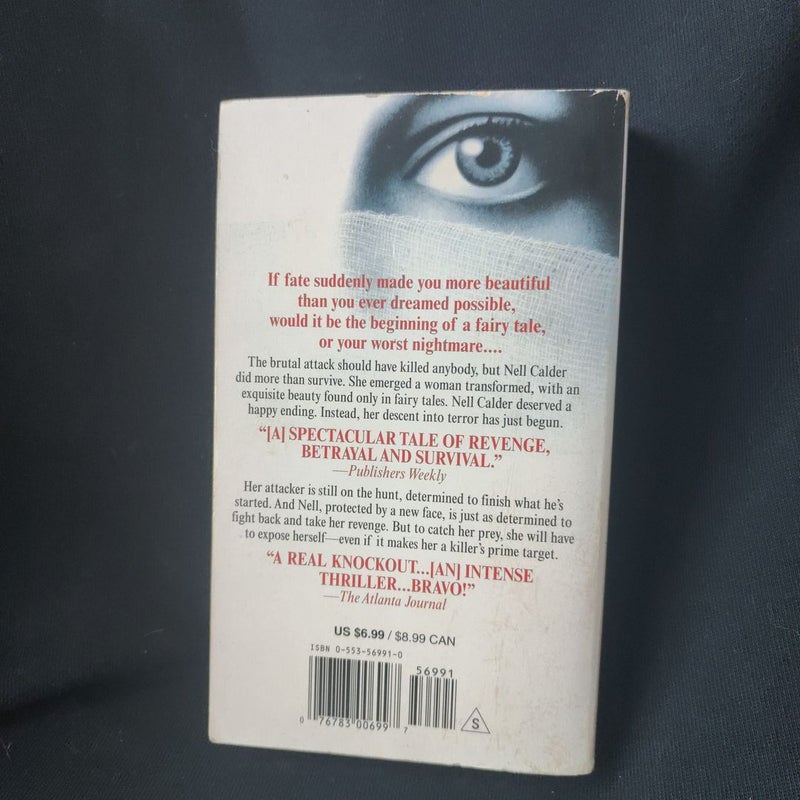 If fate suddenly made you more beautiful
than you ever dreamed possible,
would it be the beginning of a fairy tale,
or your worst nightmare....
The brutal attack should have killed anybody, but Nell Calder
did more than survive. She emerged a woman transformed, with an
exquisite beauty found only in fairy tales. Nell Calder deserved a
happy ending. Instead, her descent into terror has just begun.
“[A] SPECTACULAR TALE OF REVENGE,
BETRAYAL AND SURVIVAL.”
—Publishers Weekly
Her attacker is still on the hunt, determined to finish what he's
started. And Nell, protected by a new face, is just as determined to
fight back and take her revenge. But to catch her prey, she will have
to expose herself—even if it makes her a killer's prime target.
“A REAL KNOCKOUT...[AN] INTENSE
THRILLER...BRAVO!”
—The Atlanta Journal
US $6.99 / $8.99 CAN
ISBN 0-553-56991-0
56991
0 76783 00699 7
S